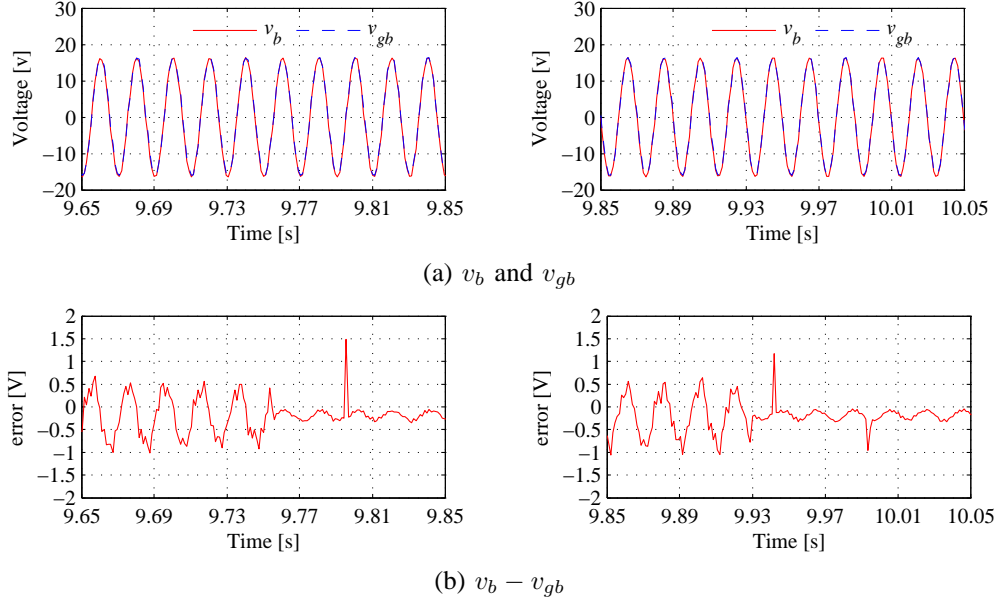 30
20
10
0
−10
−20
Voltage [v]
v_b
v_gb
9.65 9.69 9.73 9.77 9.81 9.85
Time [s]
30
20
10
0
−10
−20
Voltage [v]
v_b
v_gb
9.85 9.89 9.93 9.97 10.01 10.05
Time [s]
(a) v_b and v_gb
2
1.5
1
0.5
0
−0.5
−1
−1.5
−2
error [V]
9.65 9.69 9.73 9.77 9.81 9.85
Time [s]
2
1.5
1
0.5
0
−0.5
−1
−1.5
−2
error [V]
9.85 9.89 9.93 9.97 10.01 10.05
Time [s]
(b) v_b − v_gb